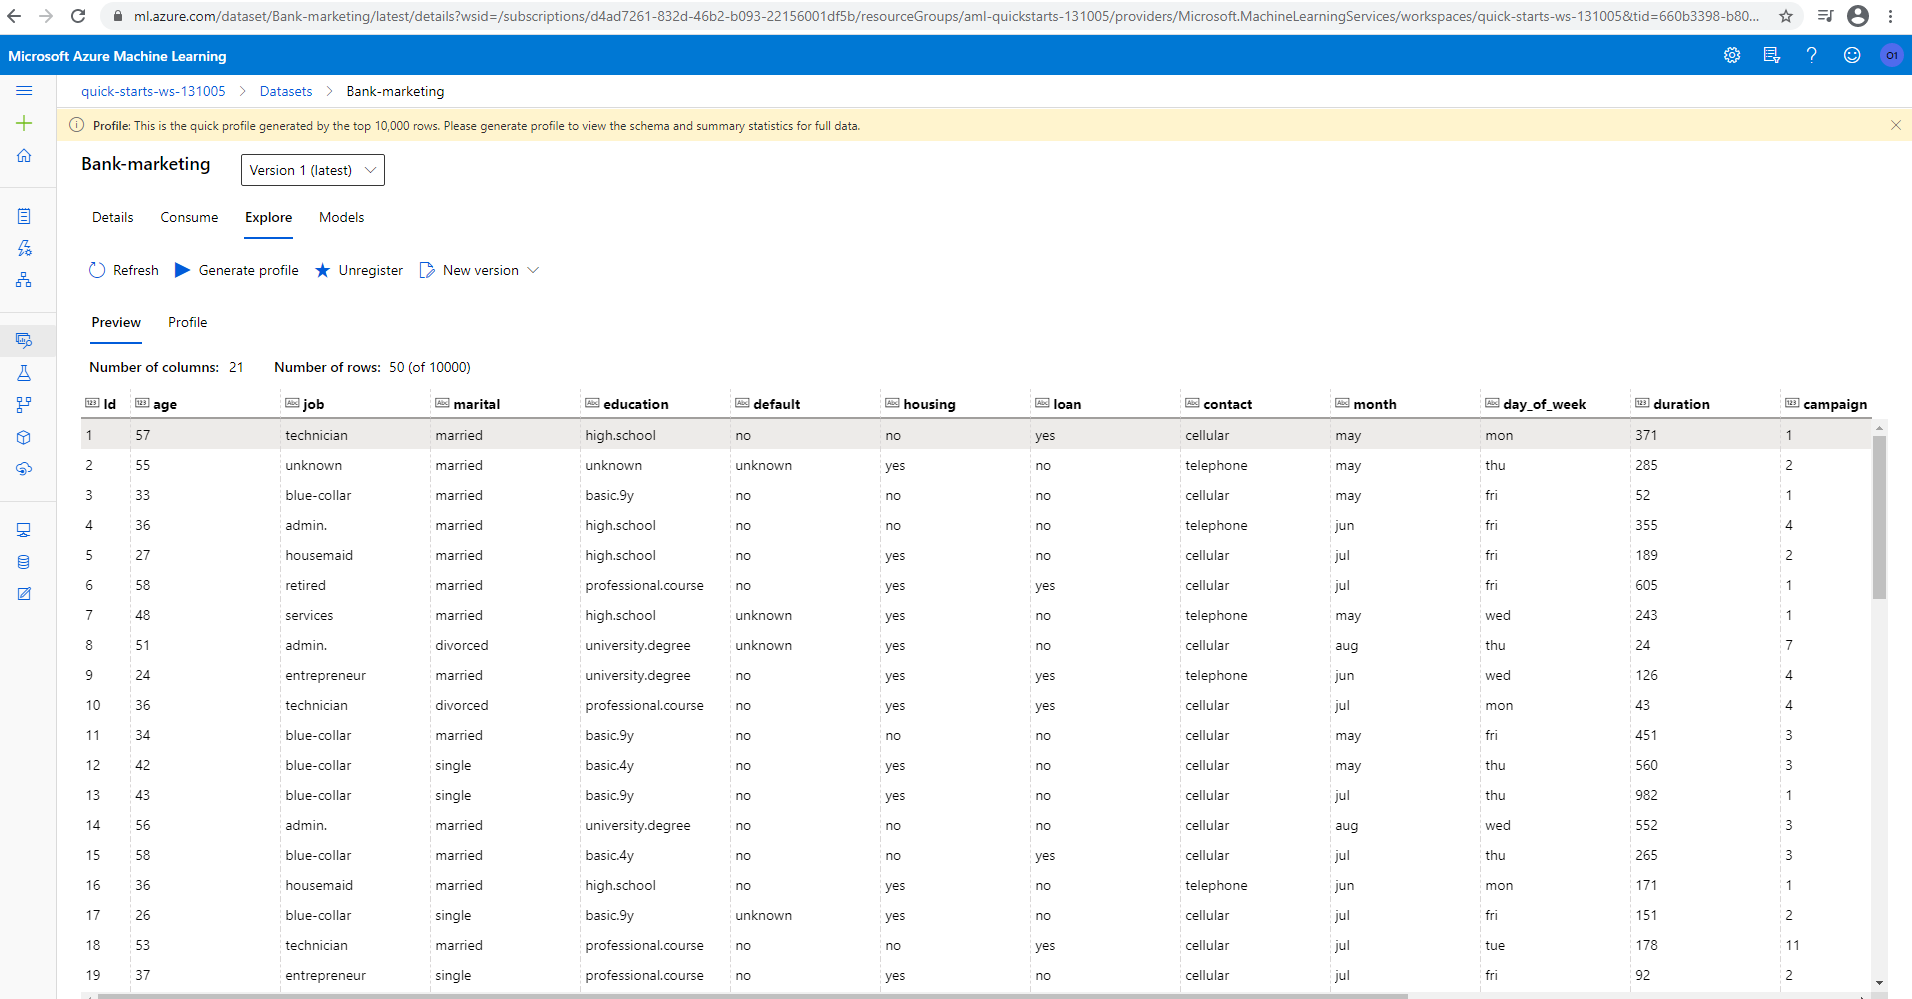 ml.azure.com/dataset/Bank-marketing/latest/details?wsid=/subscriptions/d4ad7261-832d-46b2-b093-22156001df5b/resourceGroups/aml-quickstarts-131005/providers/Microsoft.MachineLearningServices/workspaces/quick-starts-ws-131005&tid=660b3398-b80...
Microsoft Azure Machine Learning ? O1
quick-starts-ws-131005 > Datasets > Bank-marketing
Profile: This is the quick profile generated by the top 10,000 rows. Please generate profile to view the schema and summary statistics for full data.
Bank-marketing Version 1 (latest)
Details Consume Explore Models
Refresh Generate profile Unregister New version
Preview Profile
Number of columns: 21 Number of rows: 50 (of 10000)
123 Id 123 age Abc job Abc marital Abc education Abc default Abc housing Abc loan Abc contact Abc month Abc day_of_week 123 duration 123 campaign
1 57 technician married high.school no no yes cellular may mon 371 1
2 55 unknown married unknown unknown yes no telephone may thu 285 2
3 33 blue-collar married basic.9y no no no cellular may fri 52 1
4 36 admin. married high.school no no no telephone jun fri 355 4
5 27 housemaid married high.school no yes no cellular jul fri 189 2
6 58 retired married professional.course no yes yes cellular jul fri 605 1
7 48 services married high.school unknown yes no telephone may wed 243 1
8 51 admin. divorced university.degree unknown yes no cellular aug thu 24 7
9 24 entrepreneur married university.degree no yes yes telephone jun wed 126 4
10 36 technician divorced professional.course no yes yes cellular jul mon 43 4
11 34 blue-collar married basic.9y no no no cellular may fri 451 3
12 42 blue-collar single basic.4y no yes no cellular may thu 560 3
13 43 blue-collar single basic.9y no yes no cellular jul thu 982 1
14 56 admin. married university.degree no no no cellular aug wed 552 3
15 58 blue-collar married basic.4y no no yes cellular jul thu 265 3
16 36 housemaid married high.school no yes no telephone jun mon 171 1
17 26 blue-collar single basic.9y unknown yes no cellular jul fri 151 2
18 53 technician married professional.course no no yes cellular jul tue 178 11
19 37 entrepreneur single professional.course no yes no cellular jul fri 92 2